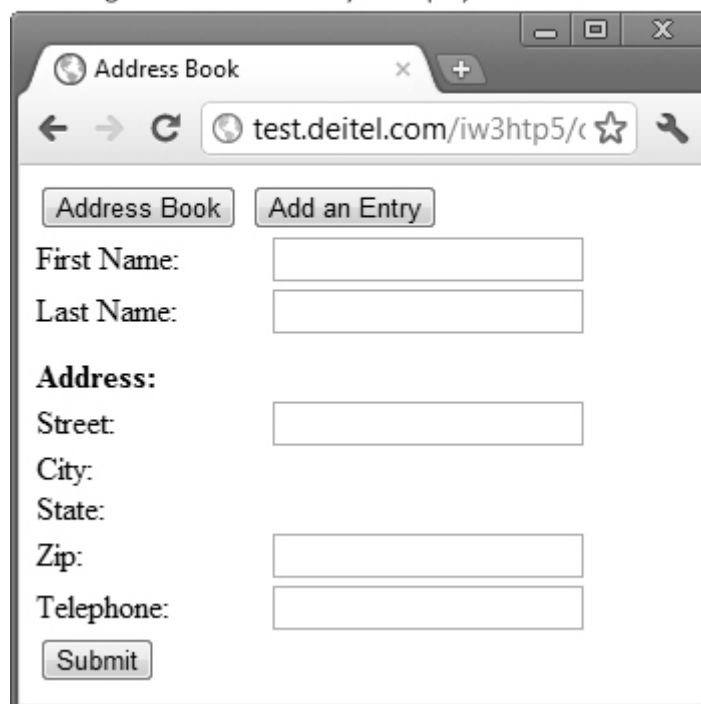 Address Book
test.deitel.com/iw3htp5/c
Address Book Add an Entry
First Name:
Last Name:
Address:
Street:
City:
State:
Zip:
Telephone:
Submit